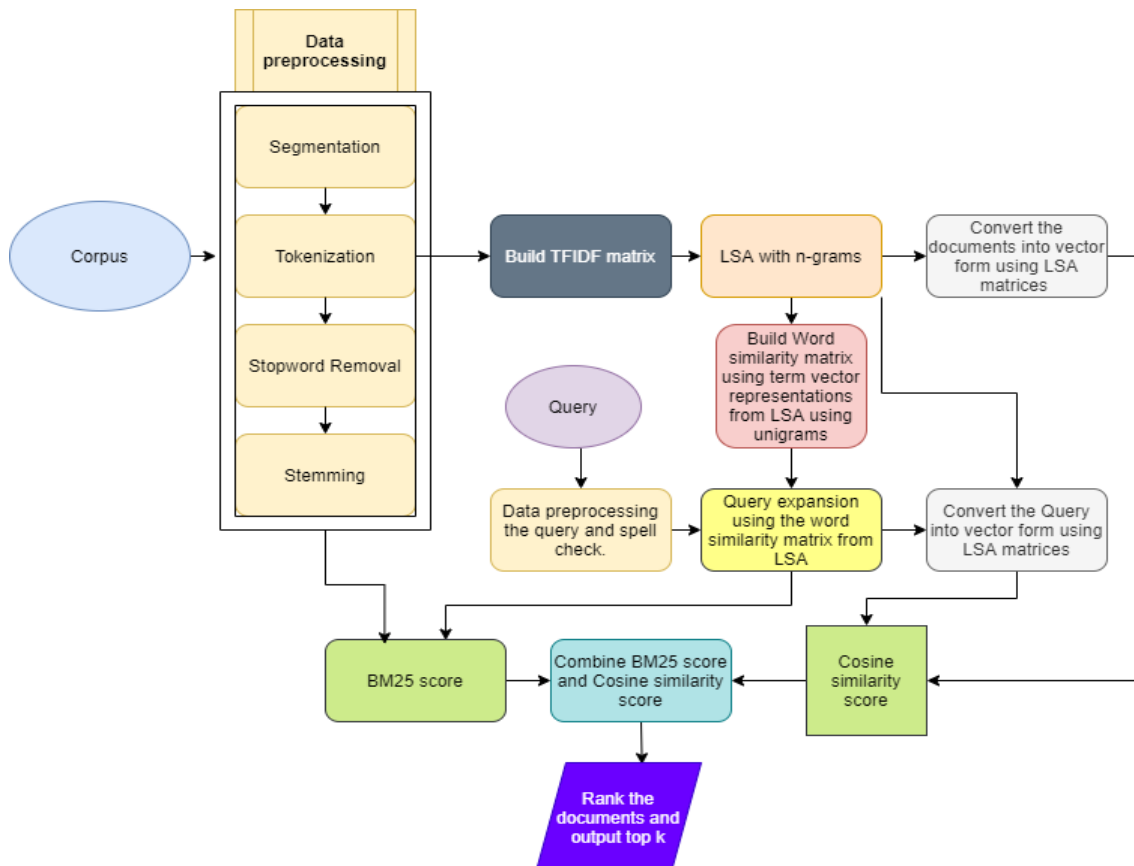 Data
preprocessing
Segmentation
Tokenization
Stopword Removal
Stemming
Corpus
Build TFIDF matrix
LSA with n-grams
Convert the
documents into vector
form using LSA
matrices
Build Word
similarity matrix
using term vector
representations
from LSA using
unigrams
Query
Data preprocessing
the query and spell
check.
Query expansion
using the word
similarity matrix from
LSA
Convert the Query
into vector form using
LSA matrices
BM25 score
Combine BM25 score
and Cosine similarity
score
Cosine
similarity
score
Rank the
documents and
output top k